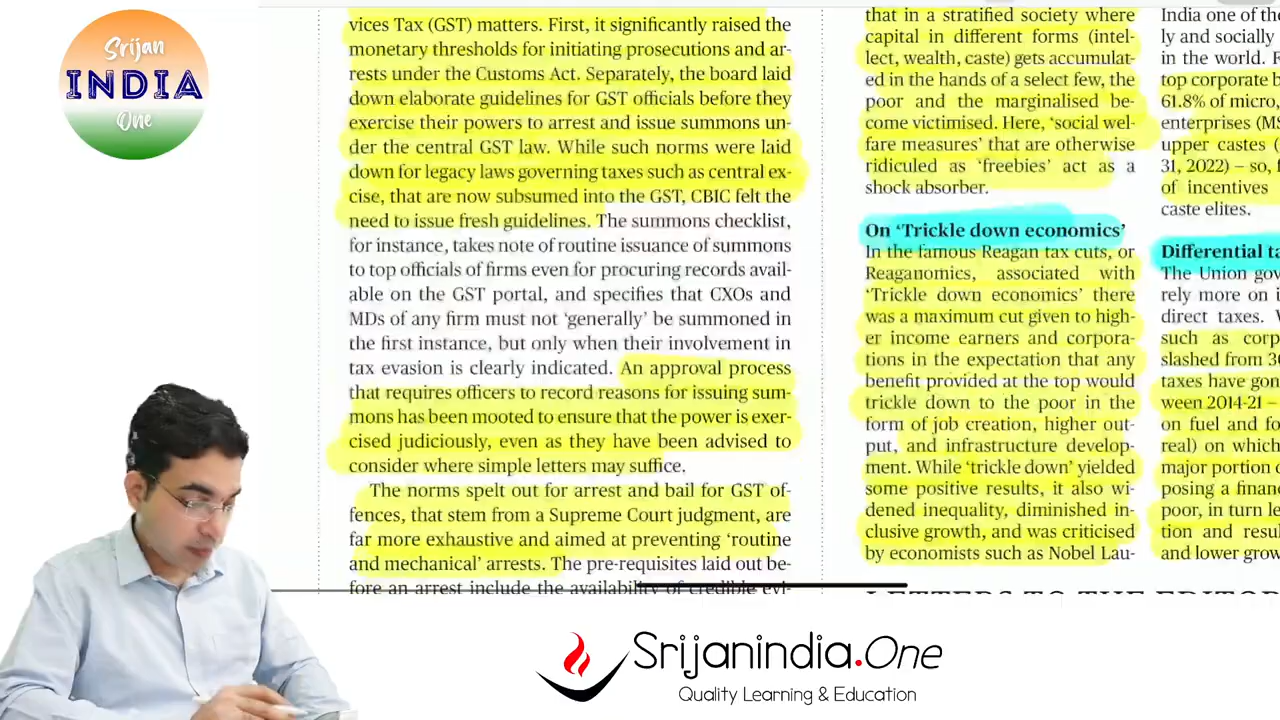 Srijan
INDIA
One
vices Tax (GST) matters. First, it significantly raised the
monetary thresholds for initiating prosecutions and ar-
rests under the Customs Act. Separately, the board laid
down elaborate guidelines for GST officials before they
exercise their powers to arrest and issue summons un-
der the central GST law. While such norms were laid
down for legacy laws governing taxes such as central ex-
cise, that are now subsumed into the GST, CBIC felt the
need to issue fresh guidelines. The summons checklist,
for instance, takes note of routine issuance of summons
to top officials of firms even for procuring records avail-
able on the GST portal, and specifies that CXOs and
MDs of any firm must not ‘generally’ be summoned in
the first instance, but only when their involvement in
tax evasion is clearly indicated. An approval process
that requires officers to record reasons for issuing sum-
mons has been mooted to ensure that the power is exer-
cised judiciously, even as they have been advised to
consider where simple letters may suffice.
The norms spelt out for arrest and bail for GST of-
fences, that stem from a Supreme Court judgment, are
far more exhaustive and aimed at preventing ‘routine
and mechanical’ arrests. The pre-requisites laid out be-
fore an arrest include the availability of credible evi-
that in a stratified society where
capital in different forms (intel-
lect, wealth, caste) gets accumulat-
ed in the hands of a select few, the
poor and the marginalised be-
come victimised. Here, ‘social wel-
fare measures’ that are otherwise
ridiculed as ‘freebies’ act as a
shock absorber.
On ‘Trickle down economics’
In the famous Reagan tax cuts, or
Reaganomics, associated with
‘Trickle down economics’ there
was a maximum cut given to high-
er income earners and corpora-
tions in the expectation that any
benefit provided at the top would
trickle down to the poor in the
form of job creation, higher out-
put, and infrastructure develop-
ment. While ‘trickle down’ yielded
some positive results, it also wi-
dened inequality, diminished in-
clusive growth, and was criticised
by economists such as Nobel Lau-
India one of the
ly and socially
in the world. F
top corporate b
61.8% of micro,
enterprises (MS
upper castes (
31, 2022) – so, f
of incentives
caste elites.
Differential ta
The Union gov
rely more on i
direct taxes. W
such as corp
slashed from 30
taxes have gon
ween 2014-21 –
on fuel and fo
real) on which
major portion o
posing a financ
poor, in turn le
tion and resul
and lower grow
LETTERS TO THE EDITOR
Srijanindia.One
Quality Learning & Education